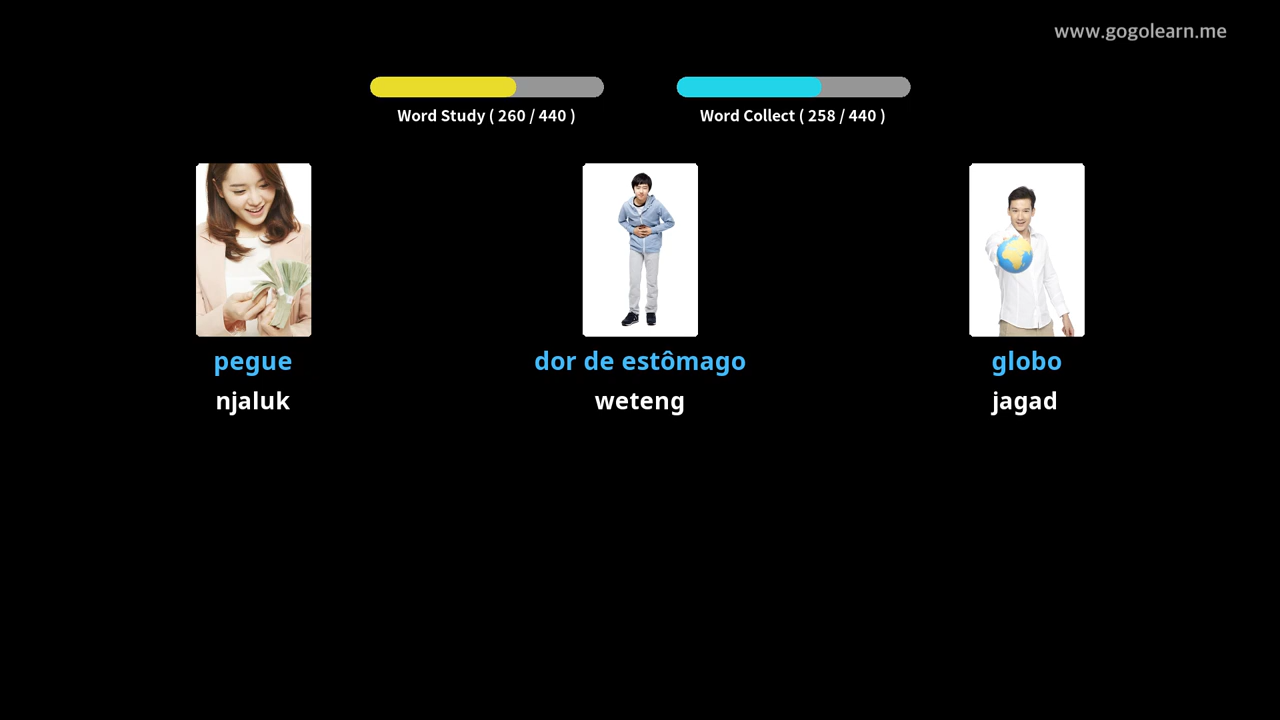 www.gogolearn.me
Word Study ( 260 / 440 )
Word Collect ( 258 / 440 )
pegue
dor de estômago
globo
njaluk
weteng
jagad